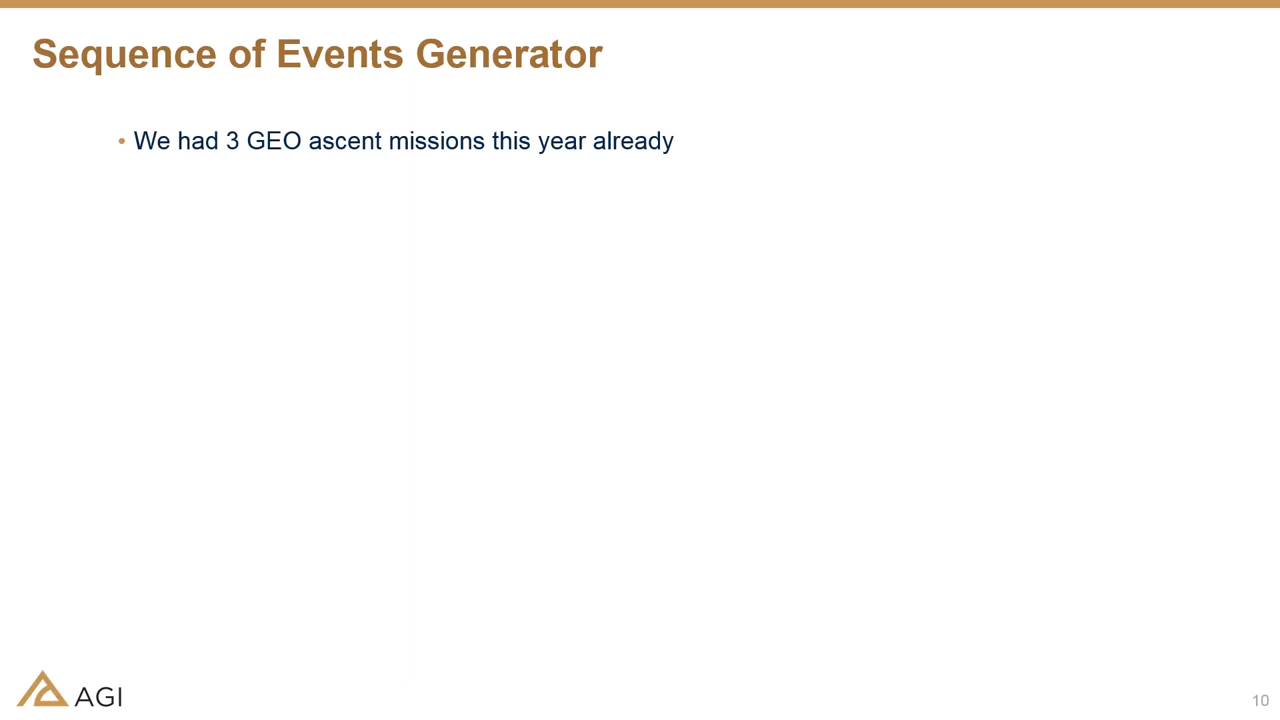 Sequence of Events Generator
• We had 3 GEO ascent missions this year already
AGI
10